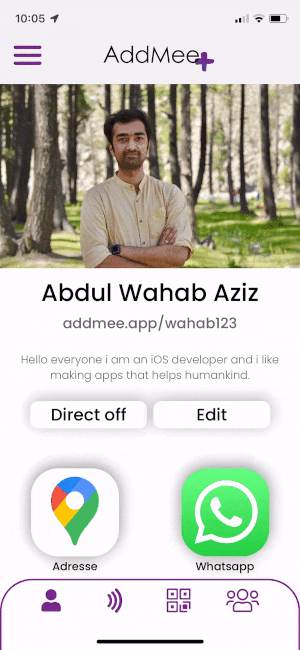 10:05
AddMee
Abdul Wahab Aziz
addmee.app/wahab123
Hello everyone i am an iOS developer and i like
making apps that helps humankind.
Direct off Edit
Adresse Whatsapp